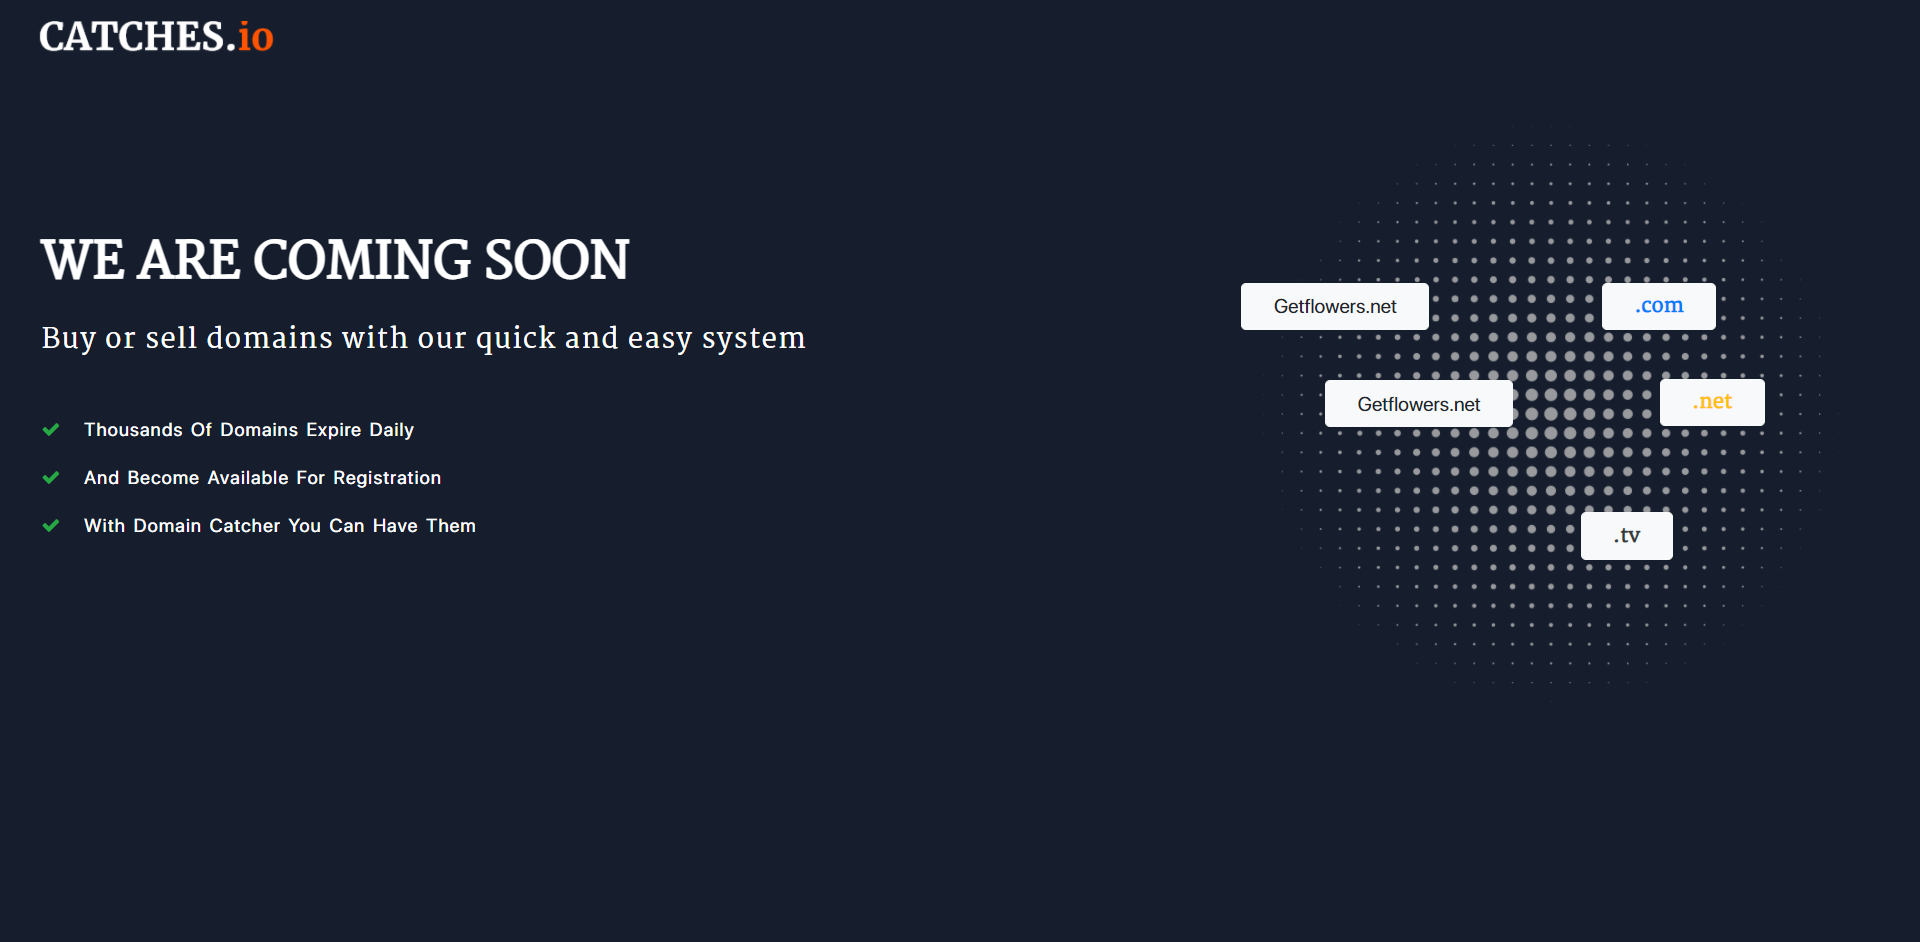 CATCHES.io
WE ARE COMING SOON
Buy or sell domains with our quick and easy system
Thousands Of Domains Expire Daily
And Become Available For Registration
With Domain Catcher You Can Have Them
Getflowers.net
.com
Getflowers.net
.net
.tv